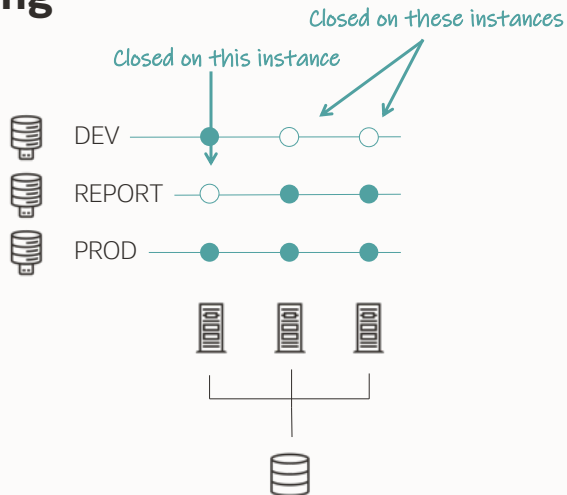 ng
Closed on these instances
Closed on this instance
DEV
REPORT
PROD